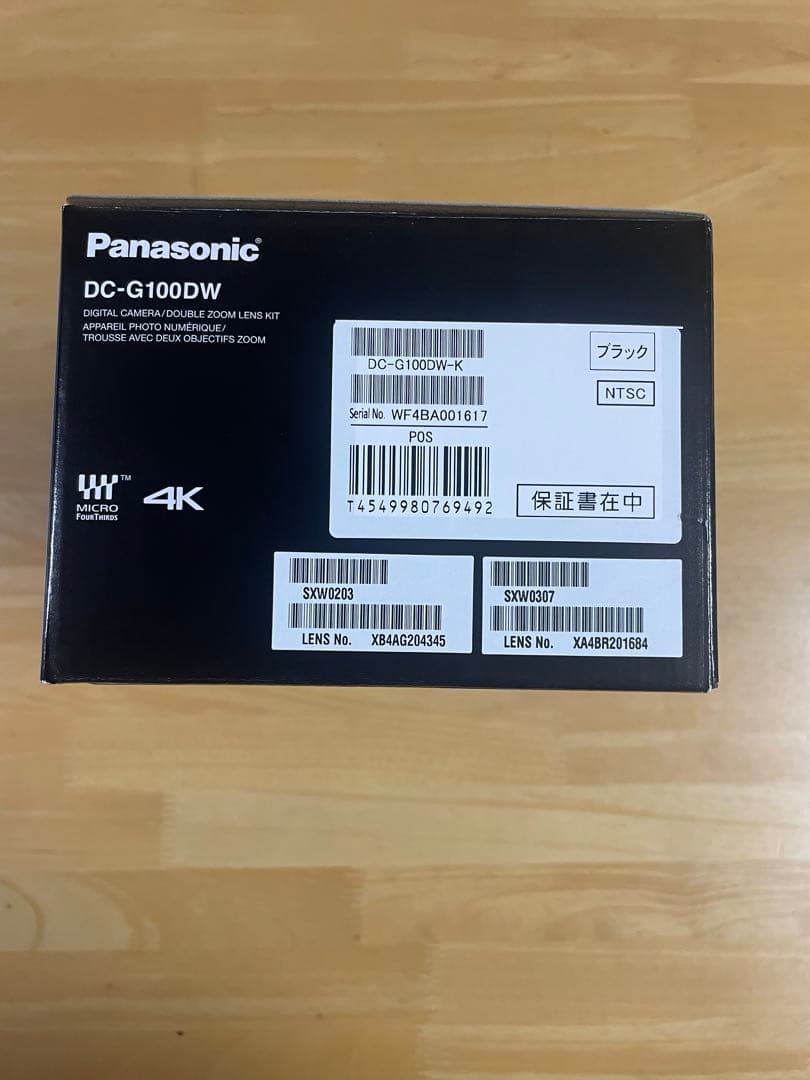 Panasonic®
DC-G100DW
DIGITAL CAMERA/DOUBLE ZOOM LENS KIT
APPAREIL PHOTO NUMÉRIQUE/
TROUSSE AVEC DEUX OBJECTIFS ZOOM
DC-G100DW-K
ブラック
NTSC
Serial No. WF4BA001617
POS
T4549980769492
保証書在中
TM
MICRO
FOURTHIRDS
4K
SXW0203
LENS No. XB4AG204345
SXW0307
LENS No. XA4BR201684